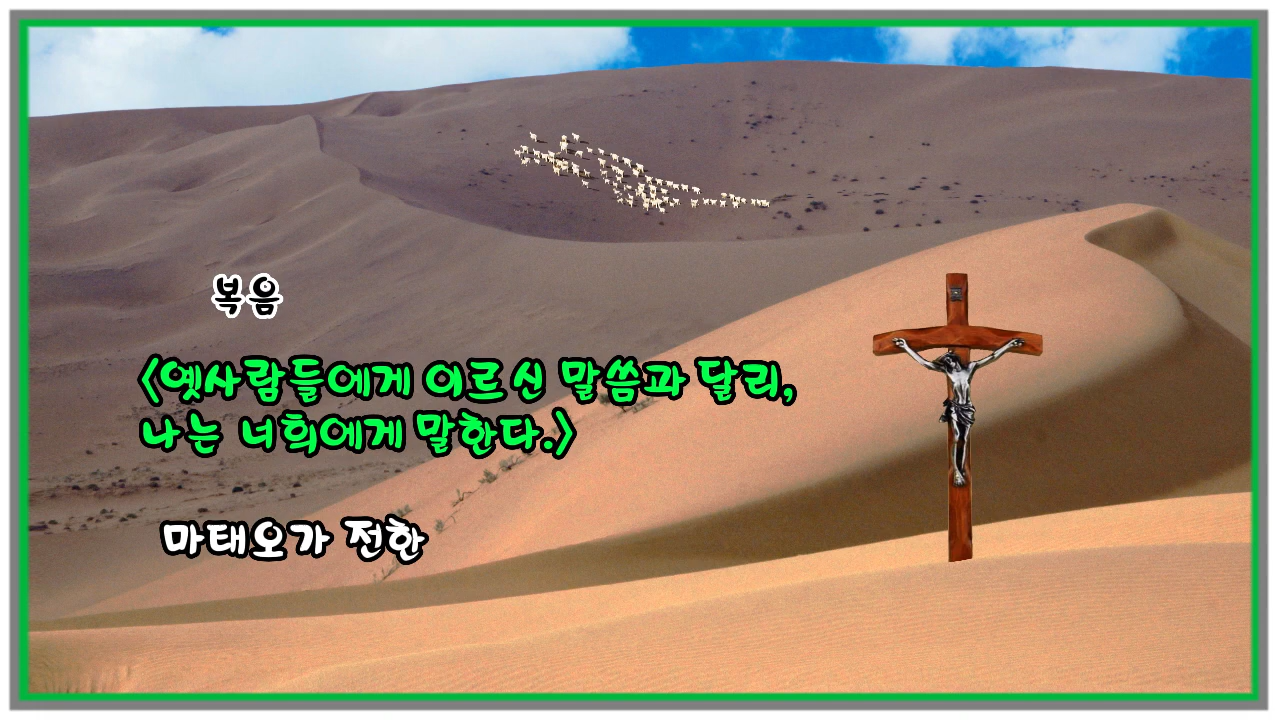 복음
<옛사람들에게 이르신 말씀과 달리,
나는 너희에게 말한다.>
마태오가 전한